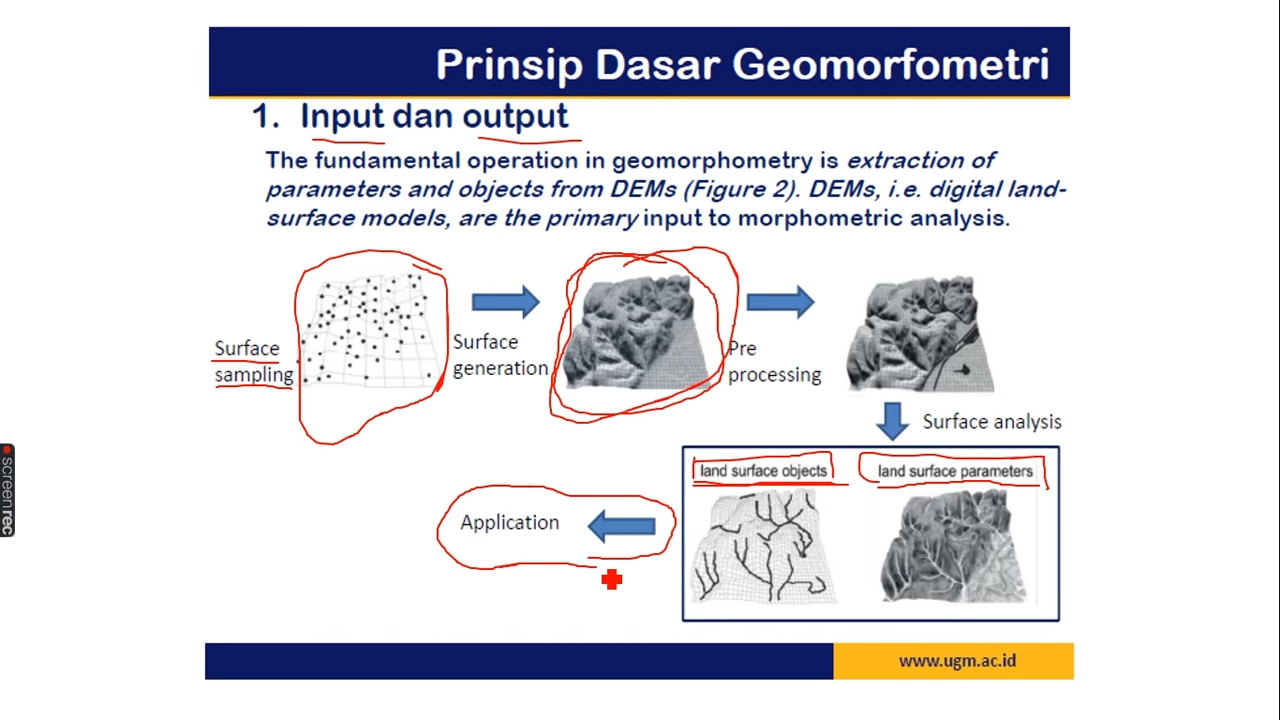 Prinsip Dasar Geomorfometri
1. Input dan output
The fundamental operation in geomorphometry is extraction of
parameters and objects from DEMs (Figure 2). DEMs, i.e. digital land-
surface models, are the primary input to morphometric analysis.
Surface
sampling
Surface
generation
Pre
processing
Surface analysis
land surface objects
land surface parameters
Application
www.ugm.ac.id
screenrec